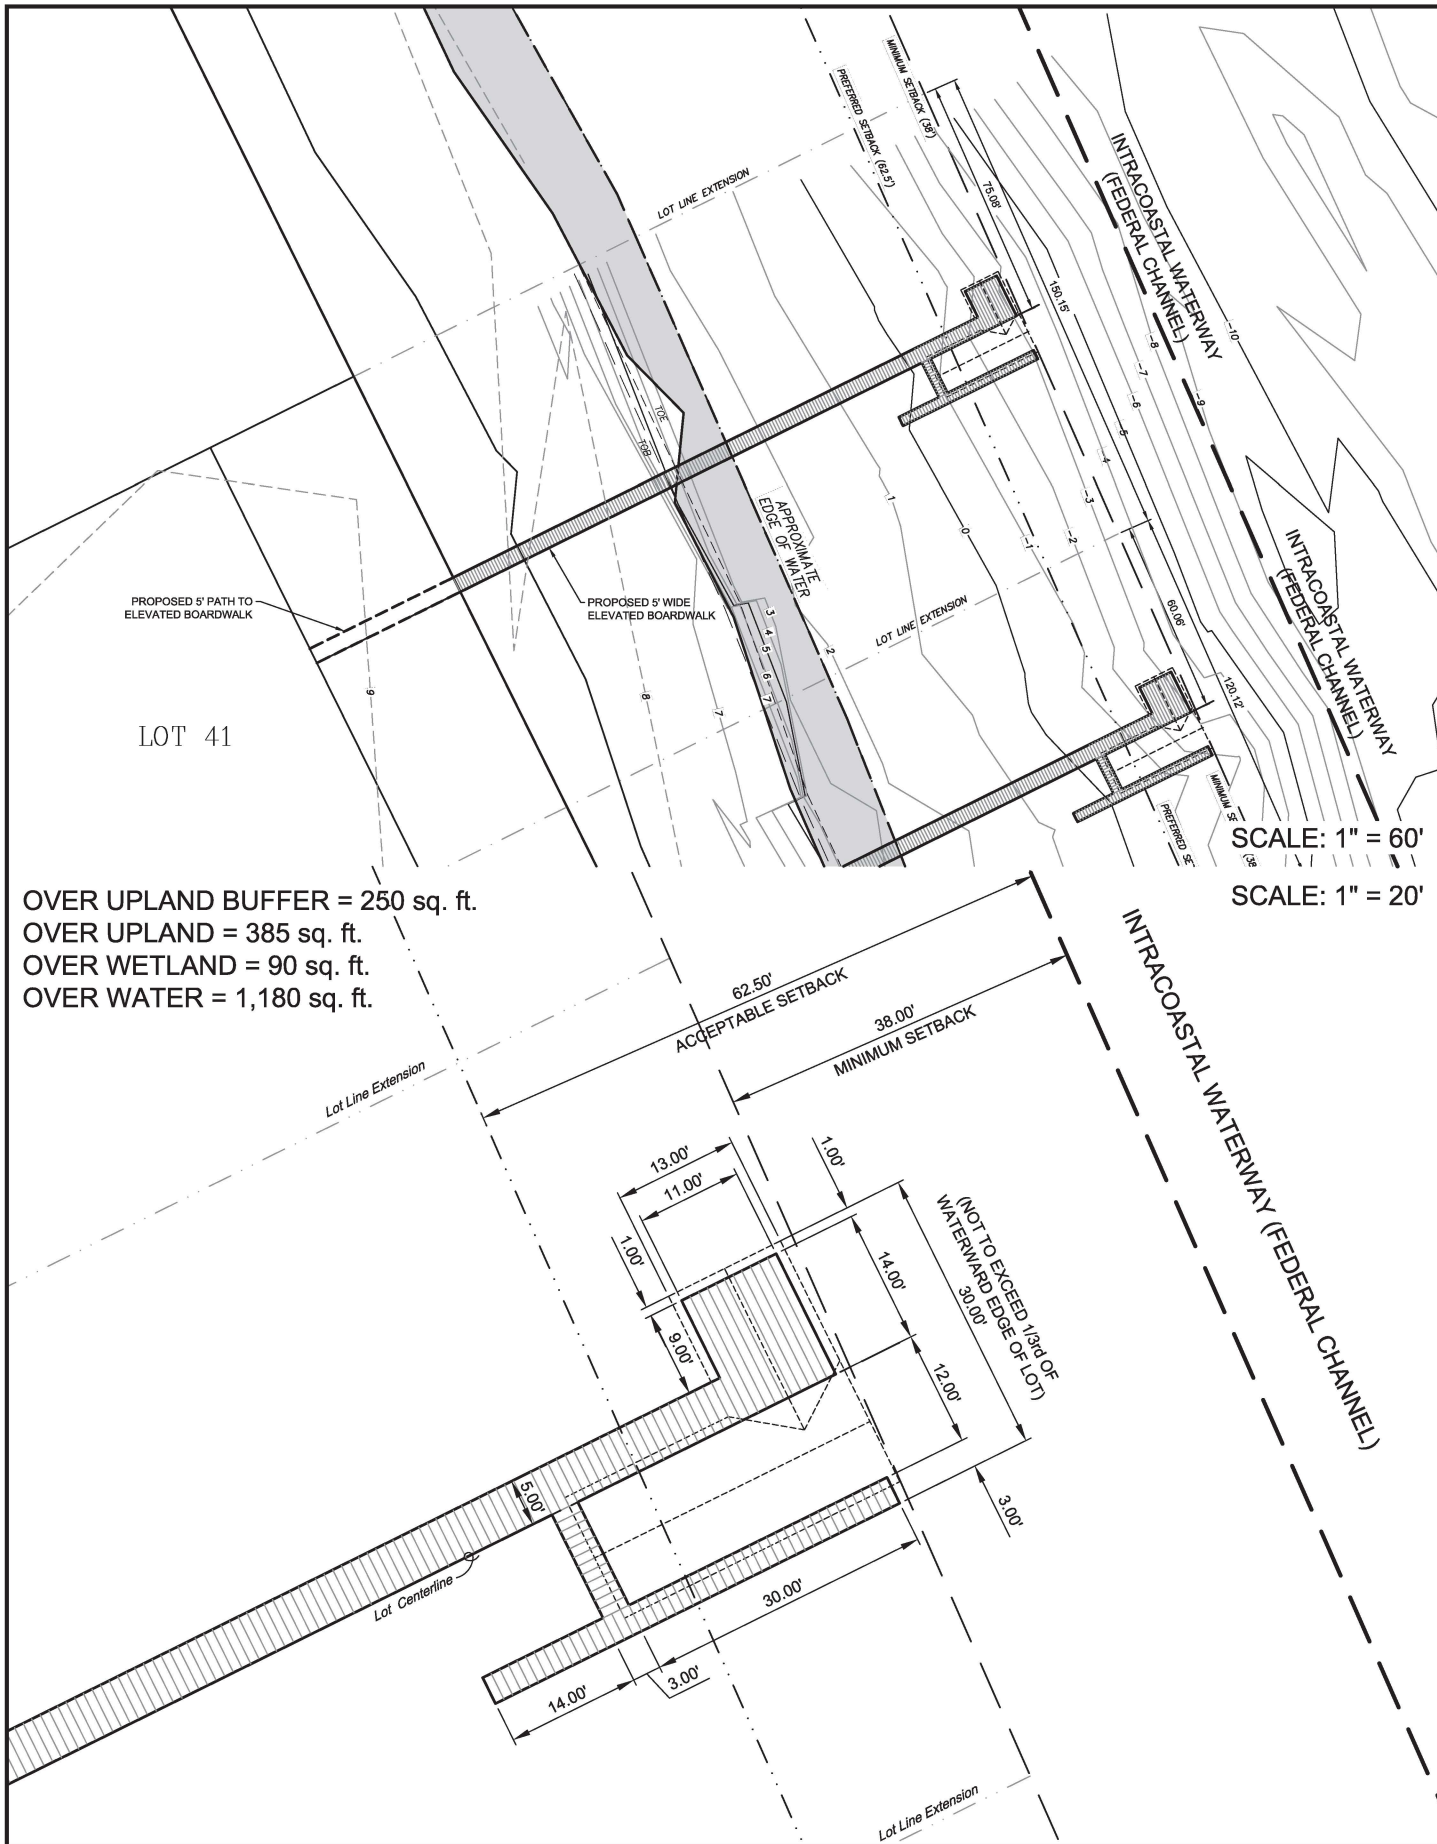 MINIMUM SETBACK (38')
PREFERRED SETBACK (62.5')
LOT LINE EXTENSION
75.08'
150.15'
INTRACOASTAL WATERWAY
(FEDERAL CHANNEL)
-10
-9
-8
-7
-6
-5
-4
-3
-2
-1
0
1
2
TOE
TOB
APPROXIMATE
EDGE OF WATER
PROPOSED 5' PATH TO
ELEVATED BOARDWALK
PROPOSED 5' WIDE
ELEVATED BOARDWALK
3
4
5
6
7
LOT LINE EXTENSION
60.06'
120.12'
INTRACOASTAL WATERWAY
(FEDERAL CHANNEL)
9
8
7
LOT 41
PREFERRED SE
MINIMUM SE
(38
SCALE: 1" = 60'
SCALE: 1" = 20'
OVER UPLAND BUFFER = 250 sq. ft.
OVER UPLAND = 385 sq. ft.
OVER WETLAND = 90 sq. ft.
OVER WATER = 1,180 sq. ft.
62.50'
ACCEPTABLE SETBACK
38.00'
MINIMUM SETBACK
INTRACOASTAL WATERWAY (FEDERAL CHANNEL)
Lot Line Extension
13.00'
11.00'
1.00'
1.00'
9.00'
14.00'
12.00'
30.00'
(NOT TO EXCEED 1/3rd OF
WATERWARD EDGE OF LOT)
3.00'
5.00'
Lot Centerline
30.00'
3.00'
14.00'
Lot Line Extension